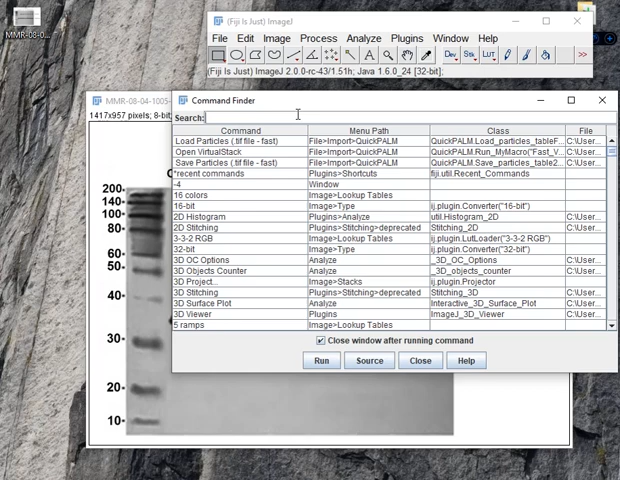 MMR-08-0...
(Fiji Is Just) ImageJ
File Edit Image Process Analyze Plugins Window Help
Dev Stk LUT >>
(Fiji Is Just) ImageJ 2.0.0-rc-43/1.51h; Java 1.6.0_24 [32-bit];
MMR-08-04-1005-
1417x957 pixels; 8-bit;
Command Finder
Search:
Command Menu Path Class File
Load Particles (.tif file - fast) File>Import>QuickPALM QuickPALM.Load_particles_tableF... C:\User...
Open VirtualStack File>Import>QuickPALM QuickPALM.Run_MyMacro("Fast_V... C:\User...
Save Particles (.tif file - fast) File>Import>QuickPALM QuickPALM.Save_particles_table2... C:\User...
*recent commands Plugins>Shortcuts fiji.util.Recent_Commands
-4 Window
16 colors Image>Lookup Tables
16-bit Image>Type ij.plugin.Converter("16-bit")
2D Histogram Plugins>Analyze util.Histogram_2D C:\User...
2D Stitching Plugins>Stitching>deprecated Stitching_2D C:\User...
3-3-2 RGB Image>Lookup Tables ij.plugin.LutLoader("3-3-2 RGB")
32-bit Image>Type ij.plugin.Converter("32-bit")
3D OC Options Analyze _3D_OC_Options C:\User...
3D Objects Counter Analyze _3D_objects_counter C:\User...
3D Project... Image>Stacks ij.plugin.Projector
3D Stitching Plugins>Stitching>deprecated Stitching_3D C:\User...
3D Surface Plot Analyze Interactive_3D_Surface_Plot C:\User...
3D Viewer Plugins ImageJ_3D_Viewer C:\User...
5 ramps Image>Lookup Tables
Close window after running command
Run Source Close Help
200
140
100
80
60
50
40
30
20
10